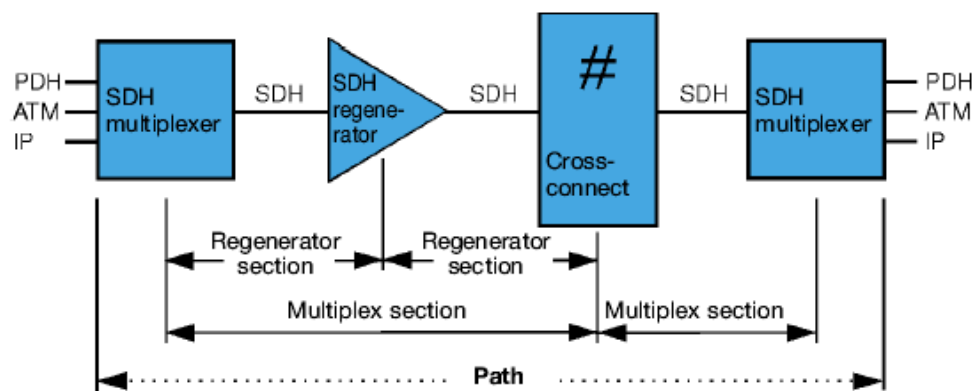 PDH
ATM
IP
SDH
multiplexer
SDH
SDH
regene-
rator
SDH
#
Cross-
connect
SDH
SDH
multiplexer
PDH
ATM
IP
Regenerator
section
Regenerator
section
Multiplex section
Multiplex section
Path